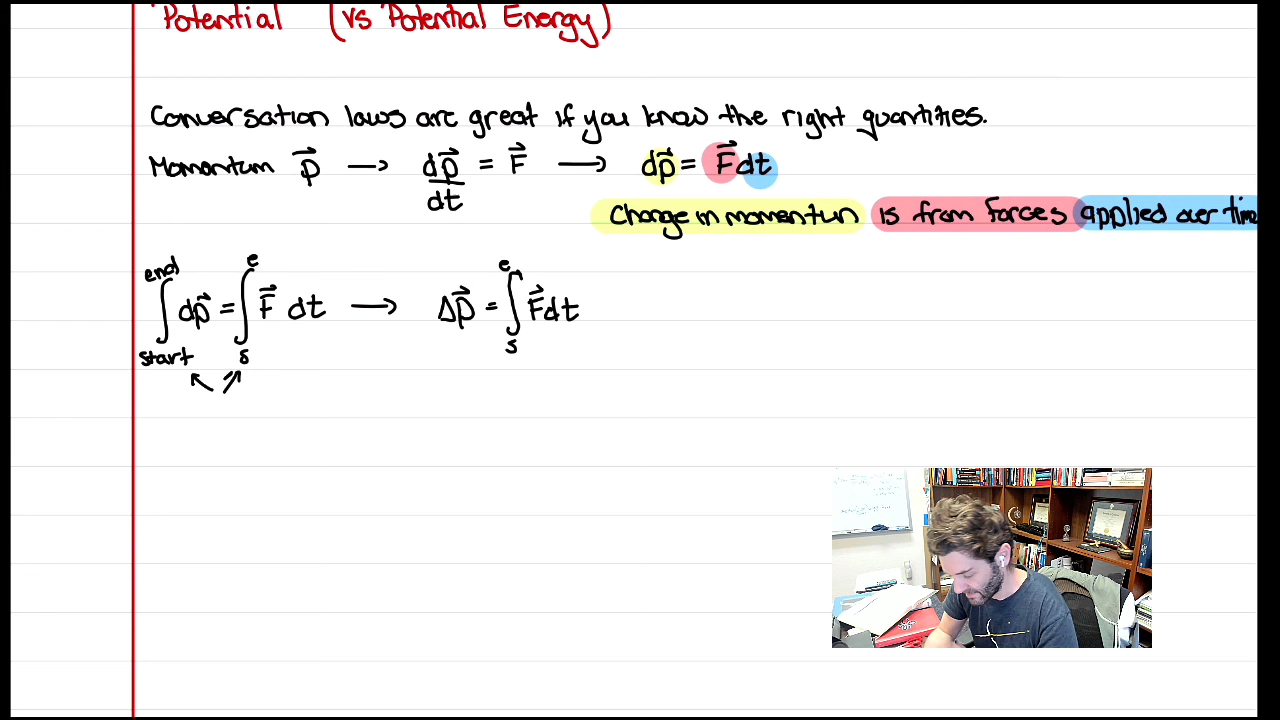 Potential (vs Potential Energy)
Conversation laws are great if you know the right quantities.
Momentum p⃗ → dp⃗/dt = F⃗ → dp⃗ = F⃗dt
Change in momentum is from forces applied over time
end e e
∫dp⃗ = ∫F⃗ dt → Δp⃗ = ∫F⃗dt
start s s